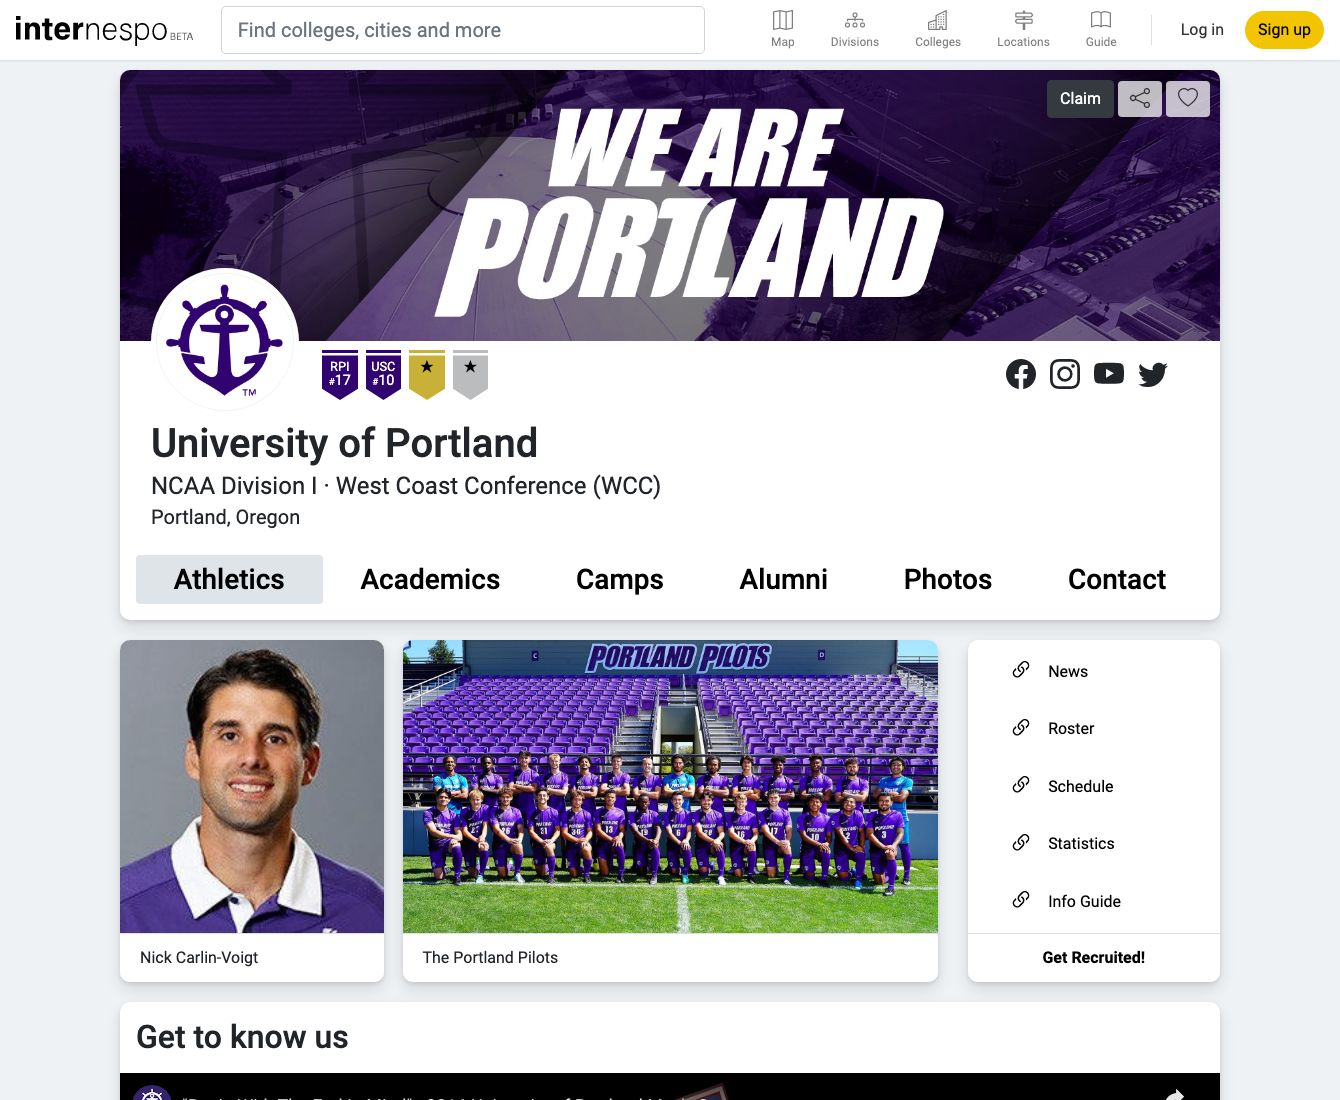 internespo BETA
Find colleges, cities and more
Map
Divisions
Colleges
Locations
Guide
Log in
Sign up
Claim
WE ARE
PORTLAND
TM
RPI
#17
USC
#10
University of Portland
NCAA Division I · West Coast Conference (WCC)
Portland, Oregon
Athletics
Academics
Camps
Alumni
Photos
Contact
PORTLAND PILOTS
C
D
News
Roster
Schedule
Statistics
Info Guide
Nick Carlin-Voigt
The Portland Pilots
Get Recruited!
Get to know us